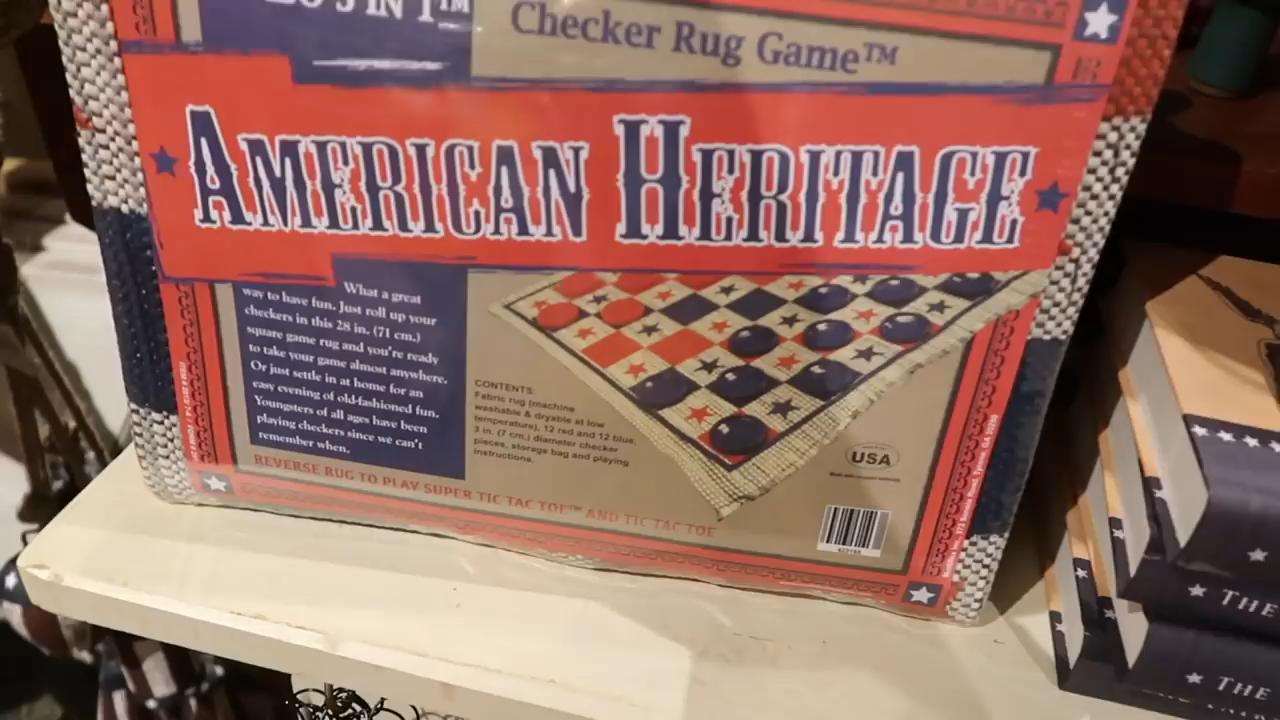 3 IN 1™
Checker Rug Game™
AMERICAN HERITAGE
What a great
way to have fun. Just roll up your
checkers in this 28 in. (71 cm.)
square game rug and you're ready
to take your game almost anywhere.
Or just settle in at home for an
easy evening of old-fashioned fun.
Youngsters of all ages have been
playing checkers since we can't
remember when.
CONTENTS:
Fabric rug (machine
washable & dryable at low
temperature), 12 red and 12 blue,
3 in. (7 cm.) diameter checker
pieces, storage bag and playing
instructions.
REVERSE RUG TO PLAY SUPER TIC TAC TOE™ AND TIC TAC TOE
USA
THE
THE